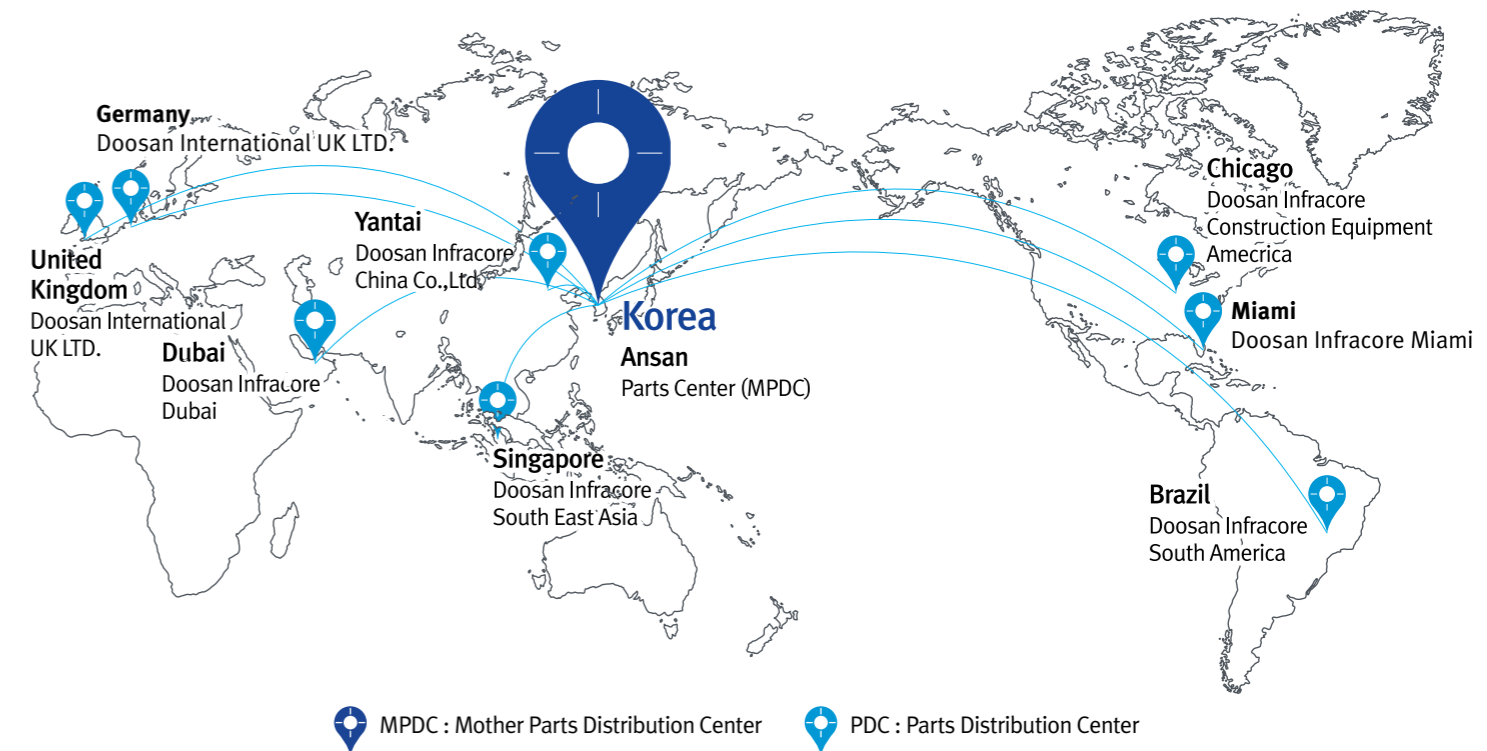 Germany
Doosan International UK LTD.
United
Kingdom
Doosan International
UK LTD.
Dubai
Doosan Infracore
Dubai
Yantai
Doosan Infracore
China Co.,Ltd.
Korea
Ansan
Parts Center (MPDC)
Singapore
Doosan Infracore
South East Asia
Chicago
Doosan Infracore
Construction Equipment
Amecrica
Miami
Doosan Infracore Miami
Brazil
Doosan Infracore
South America
MPDC : Mother Parts Distribution Center
PDC : Parts Distribution Center